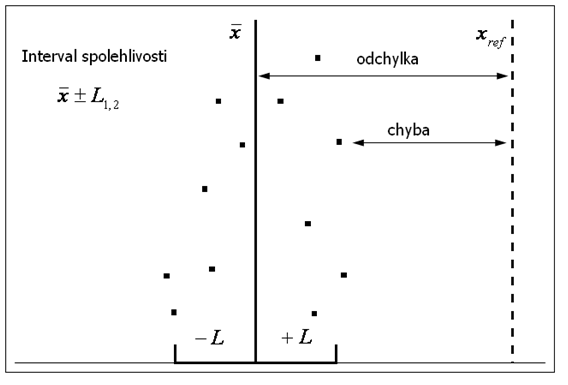 x̄
x_ref
Interval spolehlivosti
odchylka
x̄ ± L_{1,2}
chyba
– L
+ L